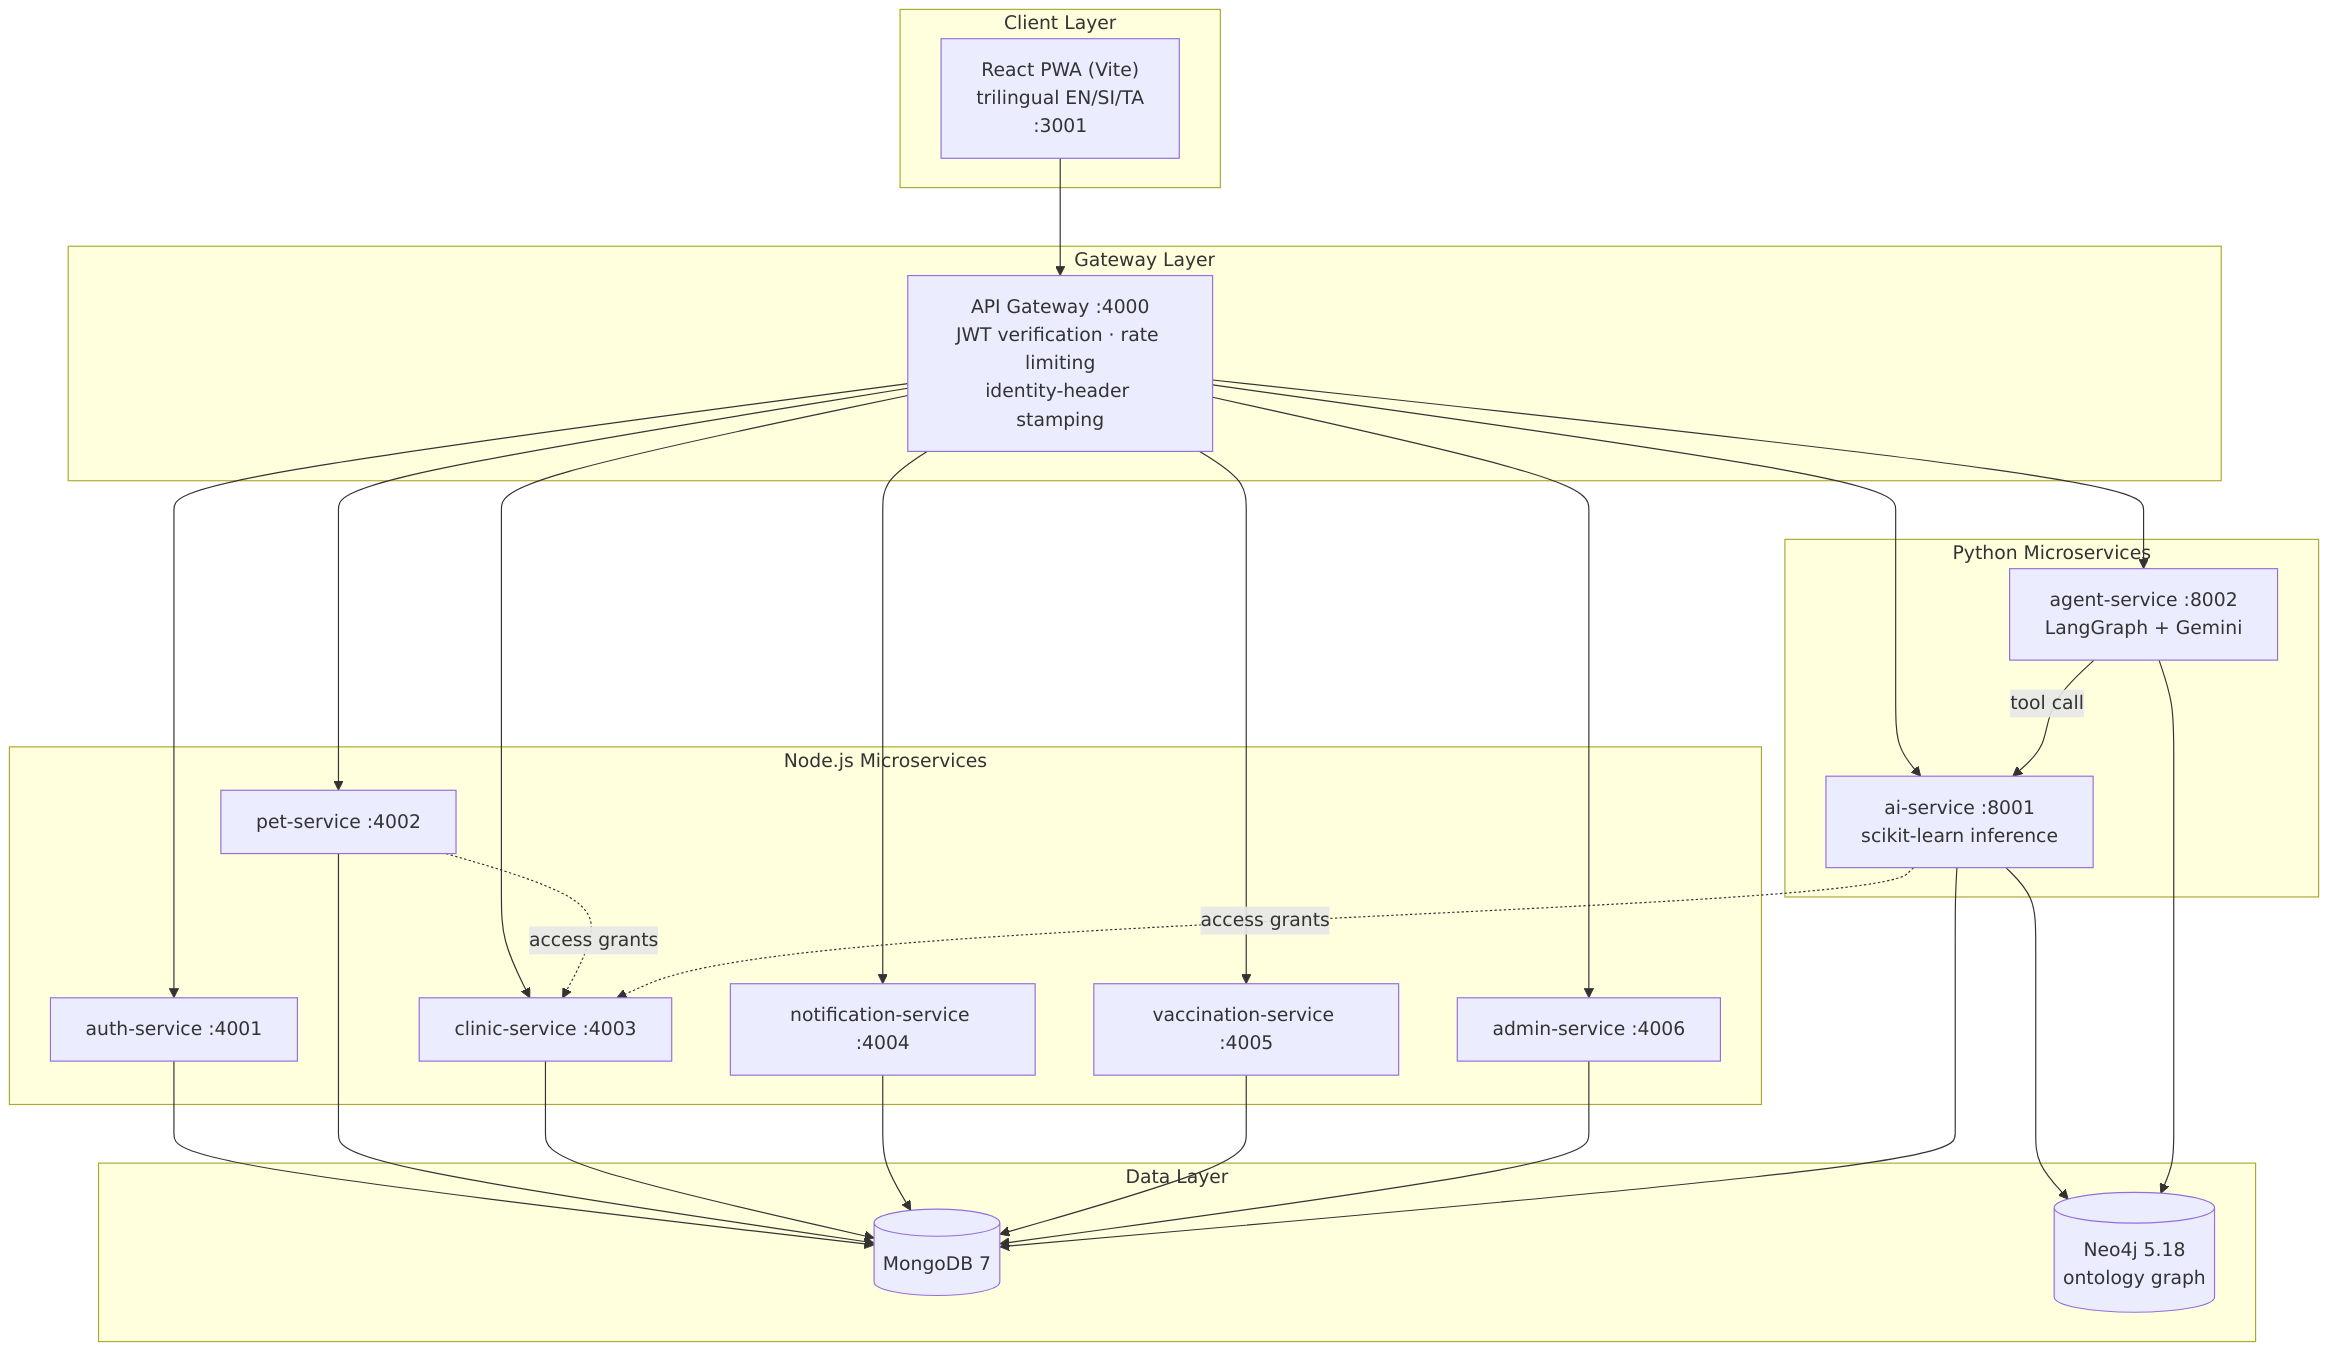 Client Layer
React PWA (Vite)
trilingual EN/SI/TA
:3001
Gateway Layer
API Gateway :4000
JWT verification · rate
limiting
identity-header
stamping
Python Microservices
agent-service :8002
LangGraph + Gemini
tool call
Node.js Microservices
pet-service :4002
ai-service :8001
scikit-learn inference
access grants
access grants
auth-service :4001
clinic-service :4003
notification-service
:4004
vaccination-service
:4005
admin-service :4006
Data Layer
MongoDB 7
Neo4j 5.18
ontology graph